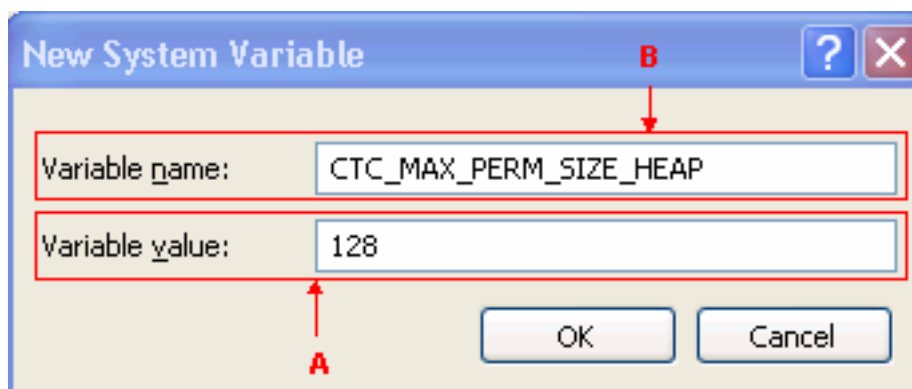 New System Variable
B
Variable name: CTC_MAX_PERM_SIZE_HEAP
Variable value: 128
A
OK Cancel